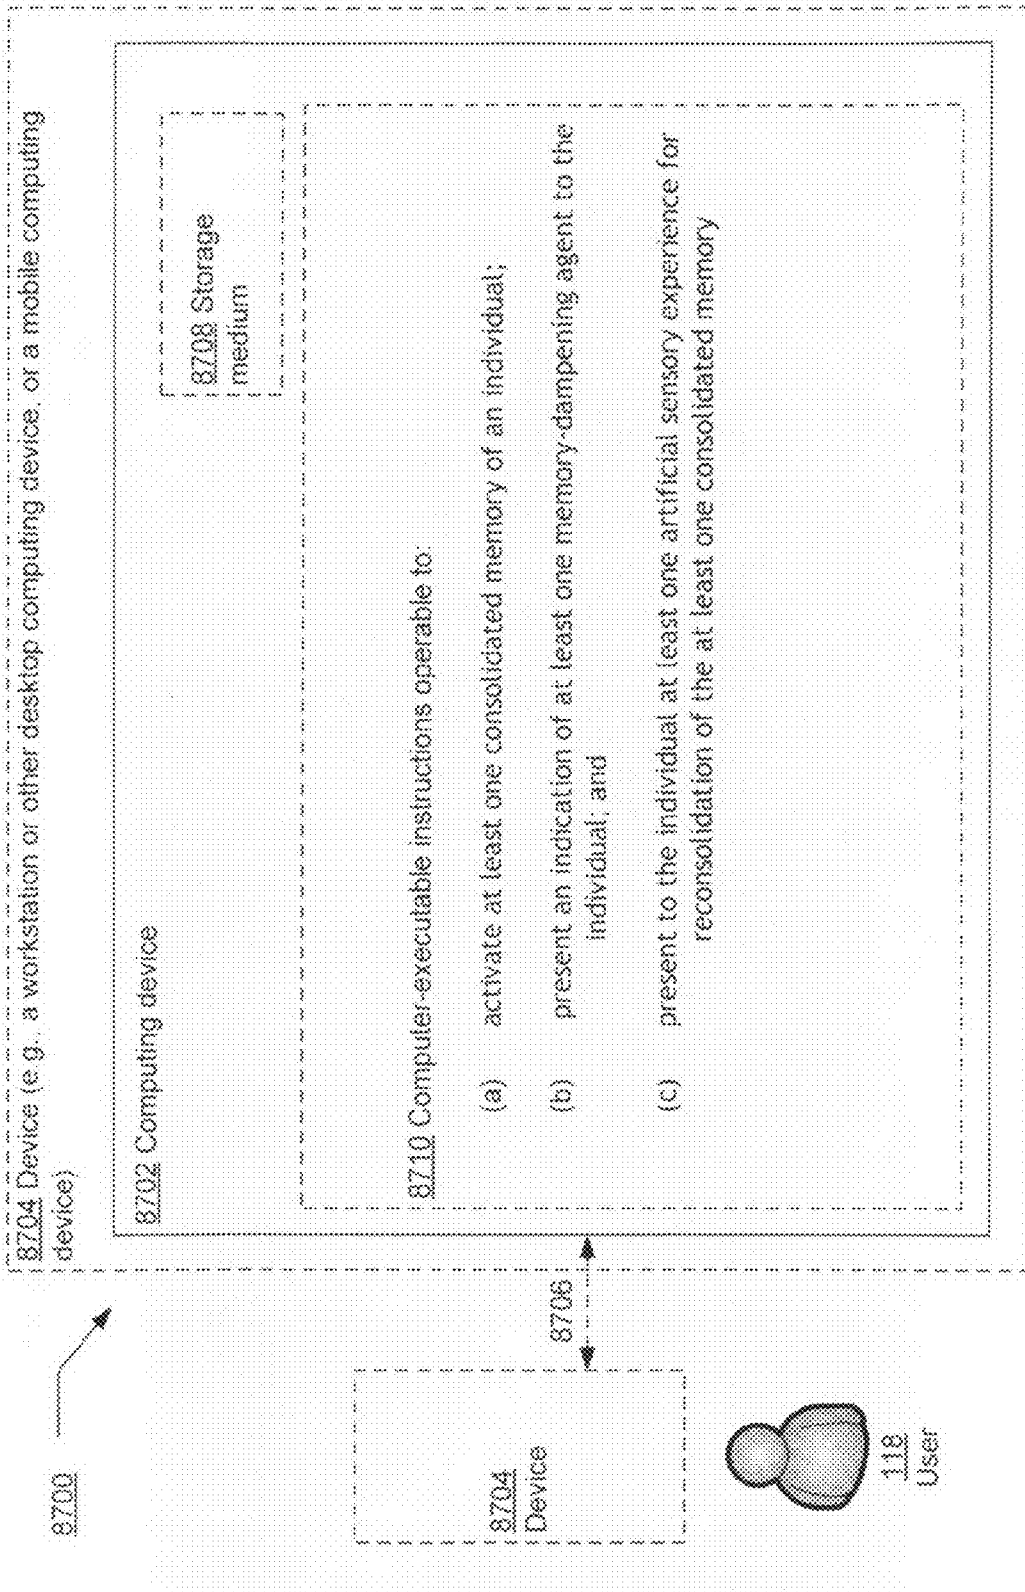 8700
8704 Device (e.g., a workstation or other desktop computing device, or a mobile computing
device)
8702 Computing device
8708 Storage
medium
8710 Computer-executable instructions operable to:
(a) activate at least one consolidated memory of an individual;
(b) present an indication of at least one memory-dampening agent to the
individual; and
(c) present to the individual at least one artificial sensory experience for
reconsolidation of the at least one consolidated memory
8706
8704
Device
118
User